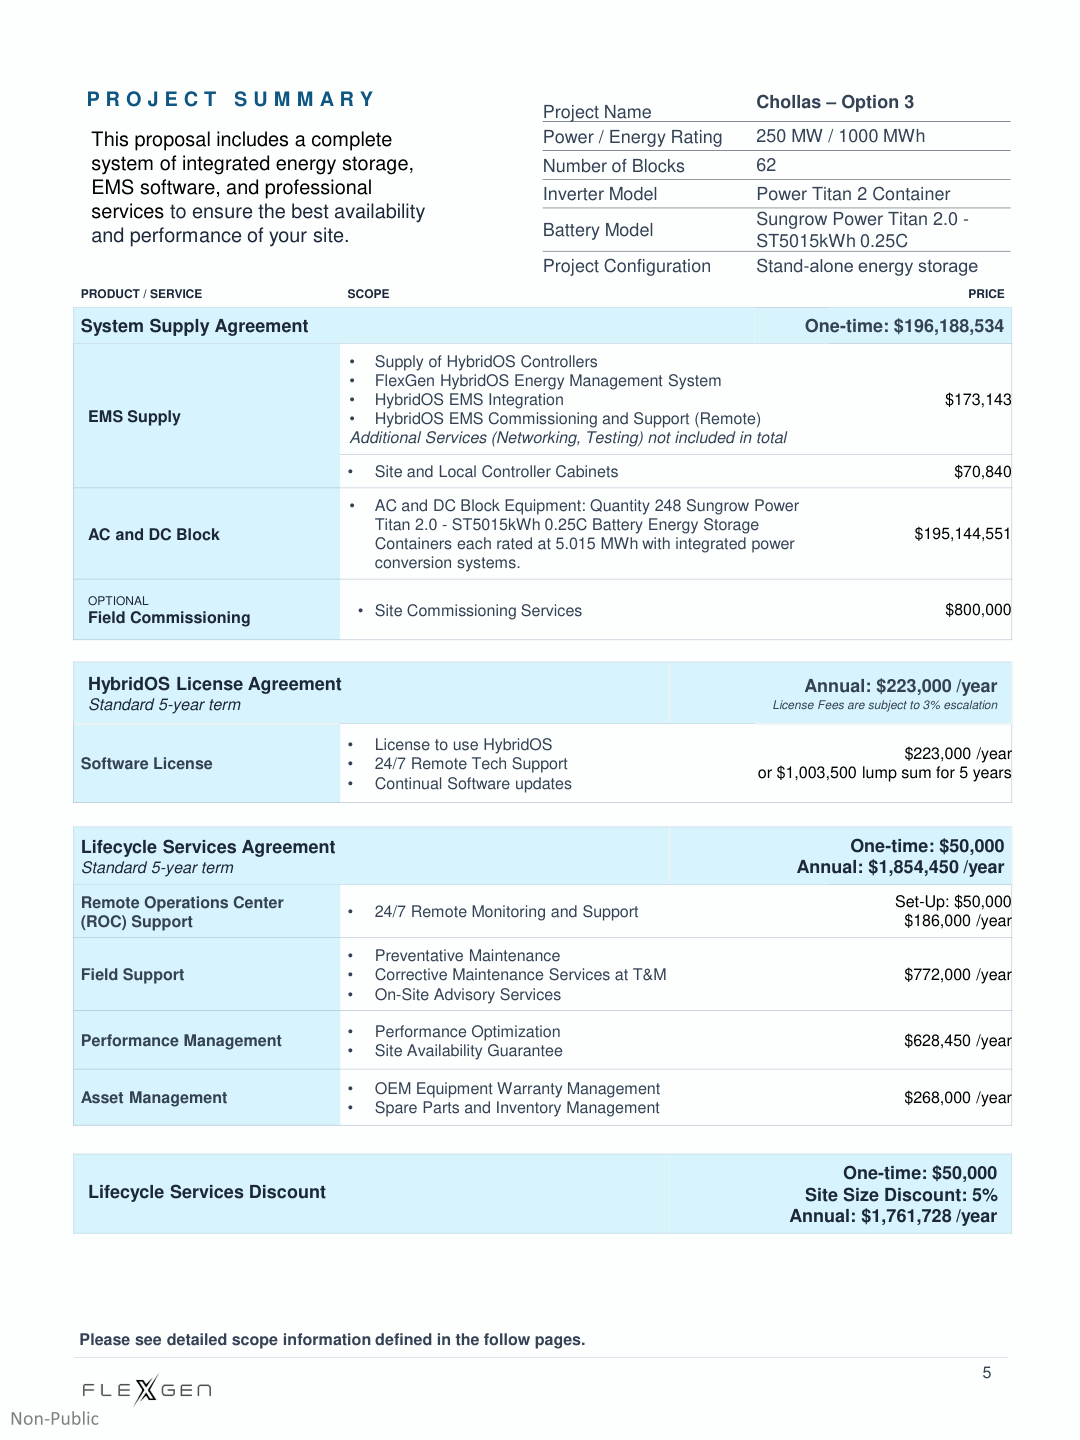 PROJECT SUMMARY
This proposal includes a complete
system of integrated energy storage,
EMS software, and professional
services to ensure the best availability
and performance of your site.
Project Name Chollas – Option 3
Power / Energy Rating 250 MW / 1000 MWh
Number of Blocks 62
Inverter Model Power Titan 2 Container
Battery Model Sungrow Power Titan 2.0 -
ST5015kWh 0.25C
Project Configuration Stand-alone energy storage
PRODUCT / SERVICE SCOPE PRICE
System Supply Agreement One-time: $196,188,534
EMS Supply
• Supply of HybridOS Controllers
• FlexGen HybridOS Energy Management System
• HybridOS EMS Integration
• HybridOS EMS Commissioning and Support (Remote)
Additional Services (Networking, Testing) not included in total
$173,143
• Site and Local Controller Cabinets $70,840
AC and DC Block
• AC and DC Block Equipment: Quantity 248 Sungrow Power
Titan 2.0 - ST5015kWh 0.25C Battery Energy Storage
Containers each rated at 5.015 MWh with integrated power
conversion systems.
$195,144,551
OPTIONAL
Field Commissioning
• Site Commissioning Services $800,000
HybridOS License Agreement
Standard 5-year term
Annual: $223,000 /year
License Fees are subject to 3% escalation
Software License
• License to use HybridOS
• 24/7 Remote Tech Support
• Continual Software updates
$223,000 /year
or $1,003,500 lump sum for 5 years
Lifecycle Services Agreement
Standard 5-year term
One-time: $50,000
Annual: $1,854,450 /year
Remote Operations Center
(ROC) Support
• 24/7 Remote Monitoring and Support
Set-Up: $50,000
$186,000 /year
Field Support
• Preventative Maintenance
• Corrective Maintenance Services at T&M
• On-Site Advisory Services
$772,000 /year
Performance Management
• Performance Optimization
• Site Availability Guarantee
$628,450 /year
Asset Management
• OEM Equipment Warranty Management
• Spare Parts and Inventory Management
$268,000 /year
Lifecycle Services Discount
One-time: $50,000
Site Size Discount: 5%
Annual: $1,761,728 /year
Please see detailed scope information defined in the follow pages.
5
FLEXGEN
Non-Public